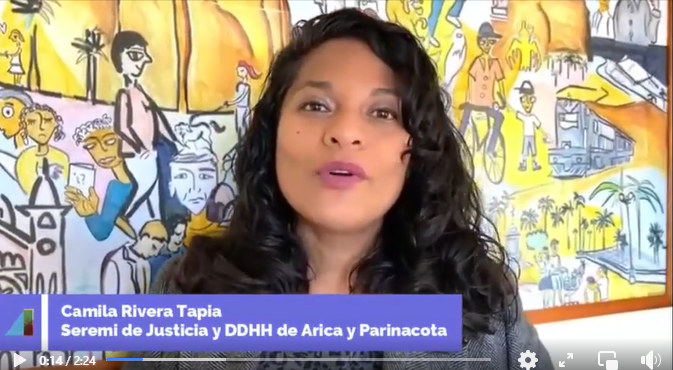 Camila Rivera Tapia
Seremi de Justicia y DDHH de Arica y Parinacota
0:14 / 2:24